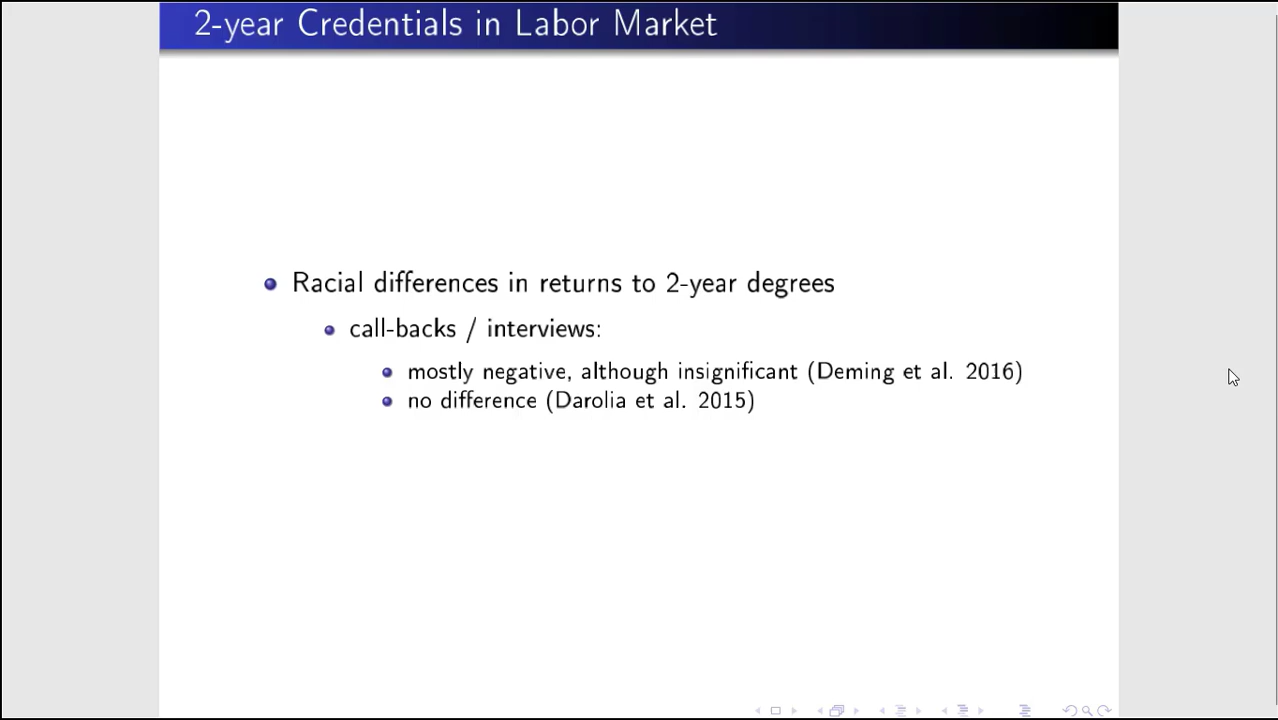 2-year Credentials in Labor Market
Racial differences in returns to 2-year degrees
call-backs / interviews:
mostly negative, although insignificant (Deming et al. 2016)
no difference (Darolia et al. 2015)